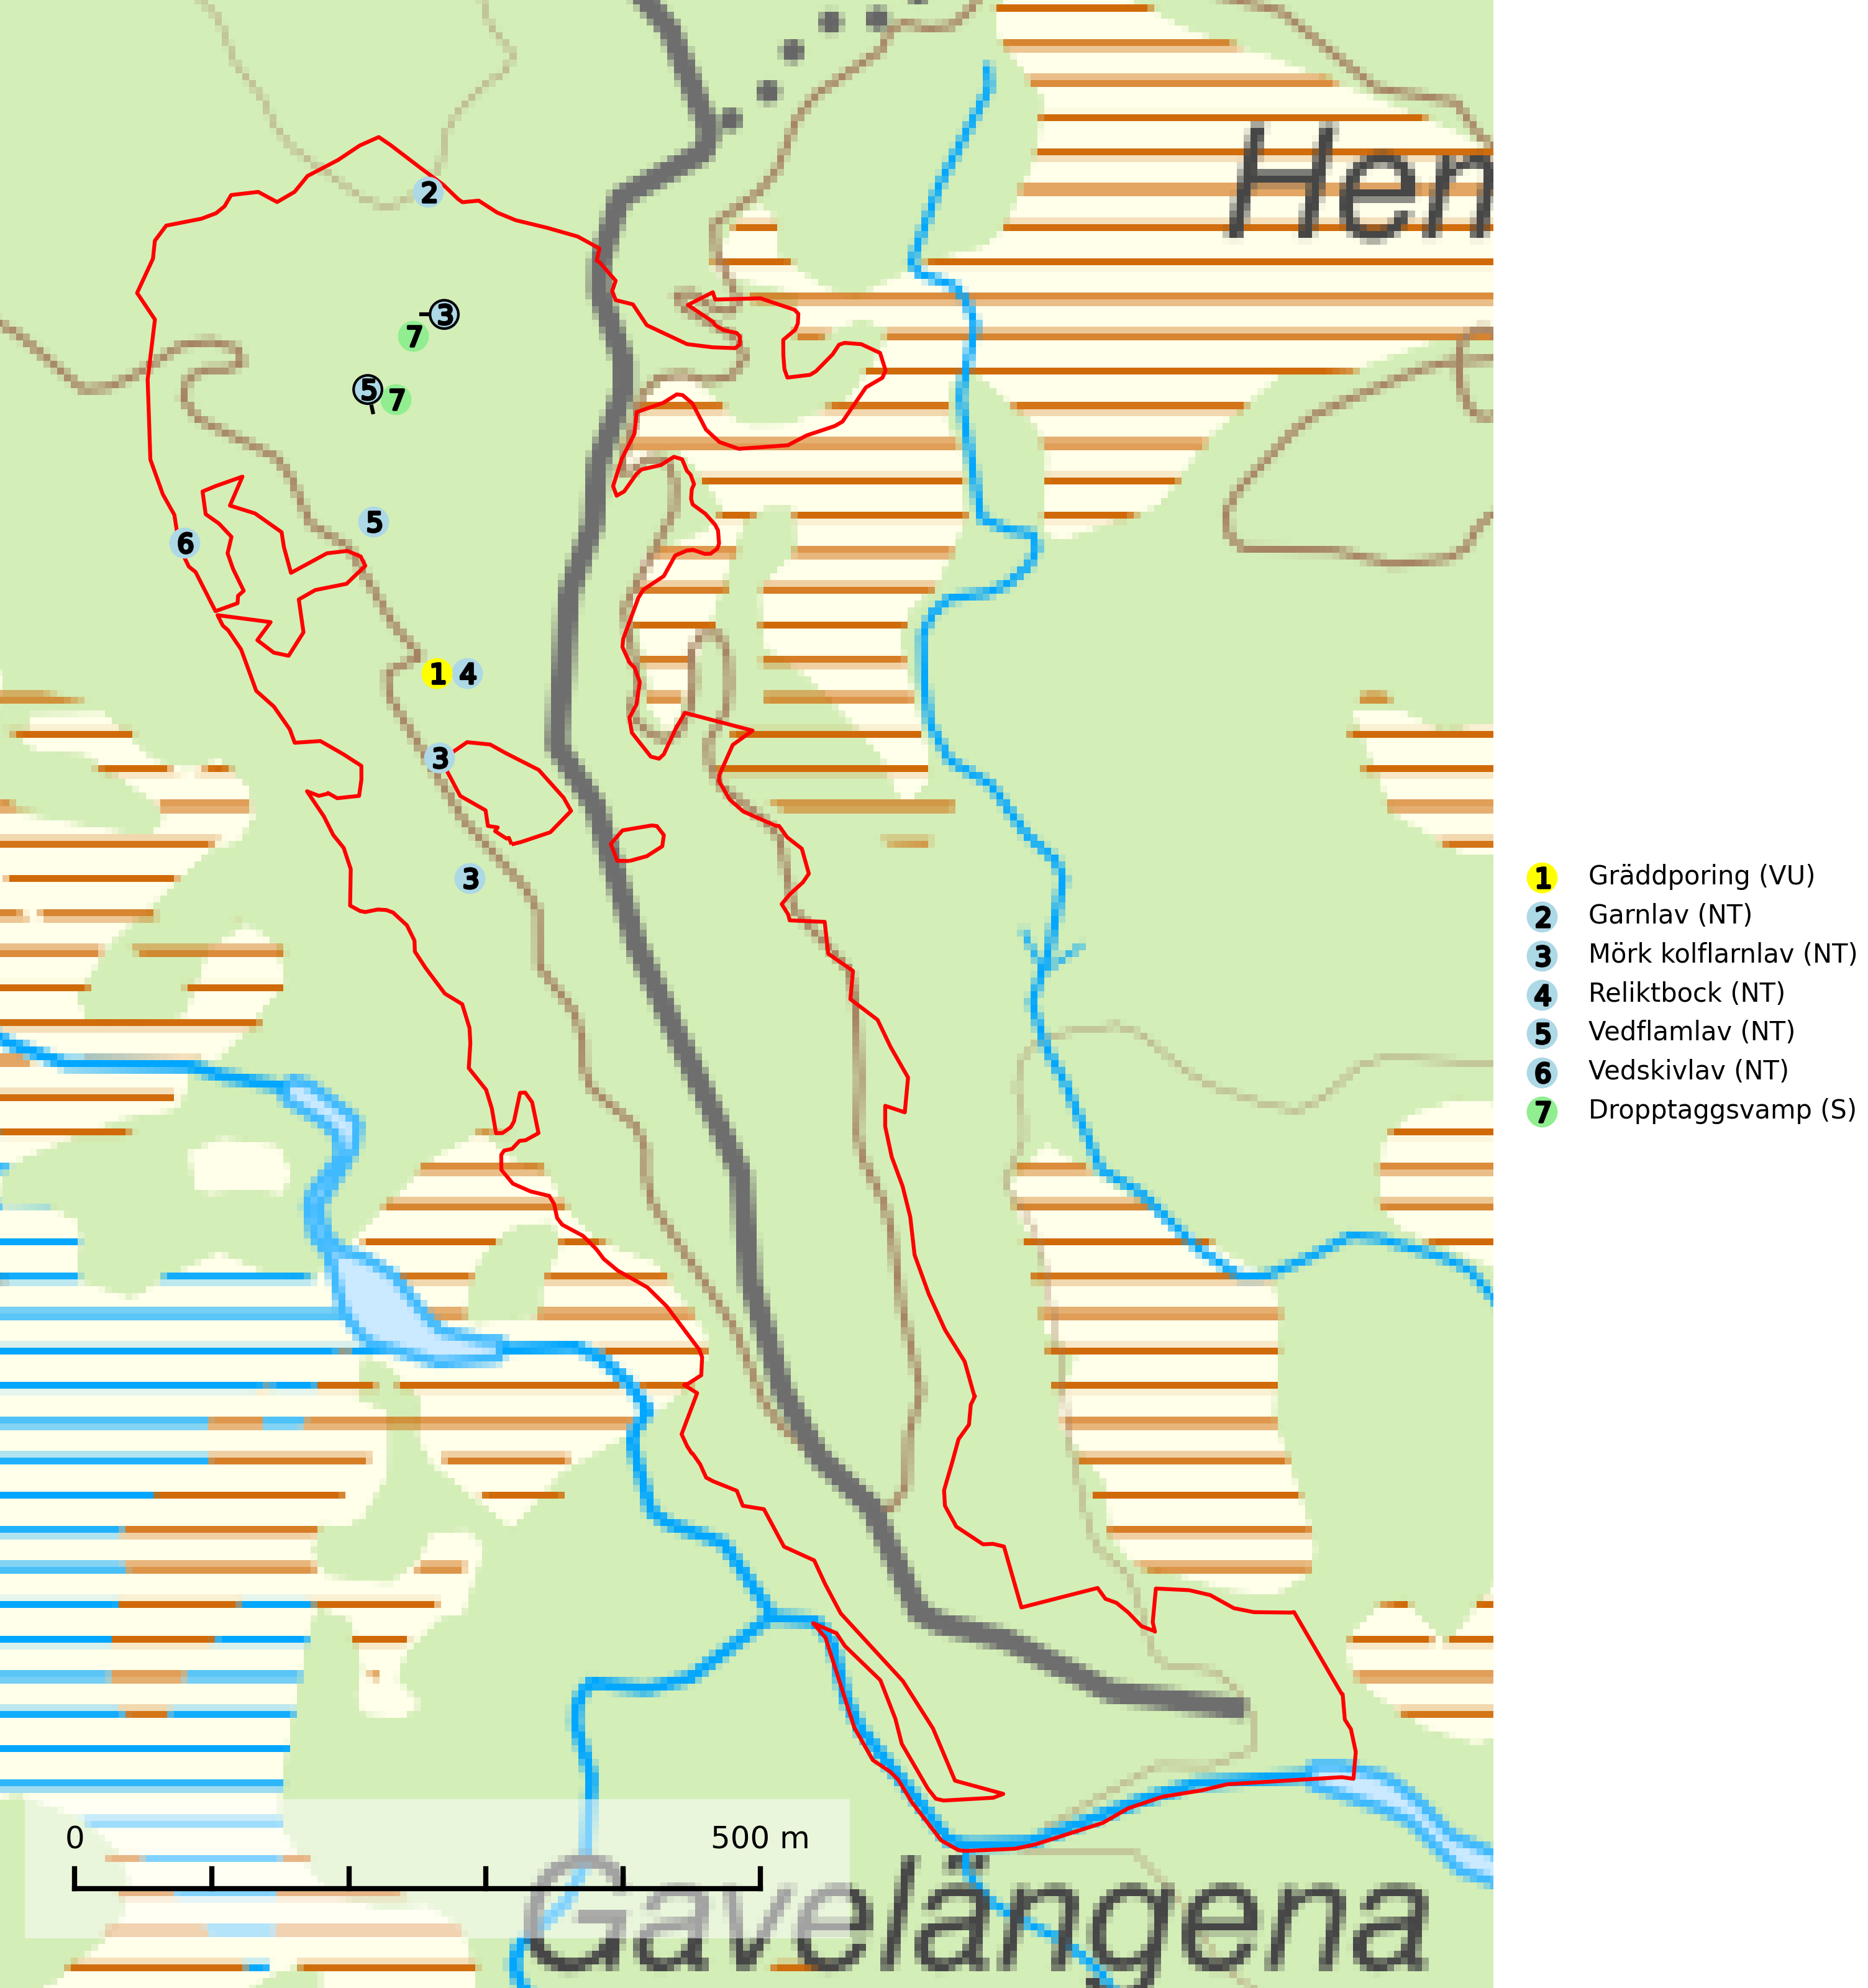 Hen
2
3
7
5
7
5
6
1 4
3
3
1 Gräddporing (VU)
2 Garnlav (NT)
3 Mörk kolflarnlav (NT)
4 Reliktbock (NT)
5 Vedflamlav (NT)
6 Vedskivlav (NT)
7 Dropptaggsvamp (S)
0 500 m
Gavelängena